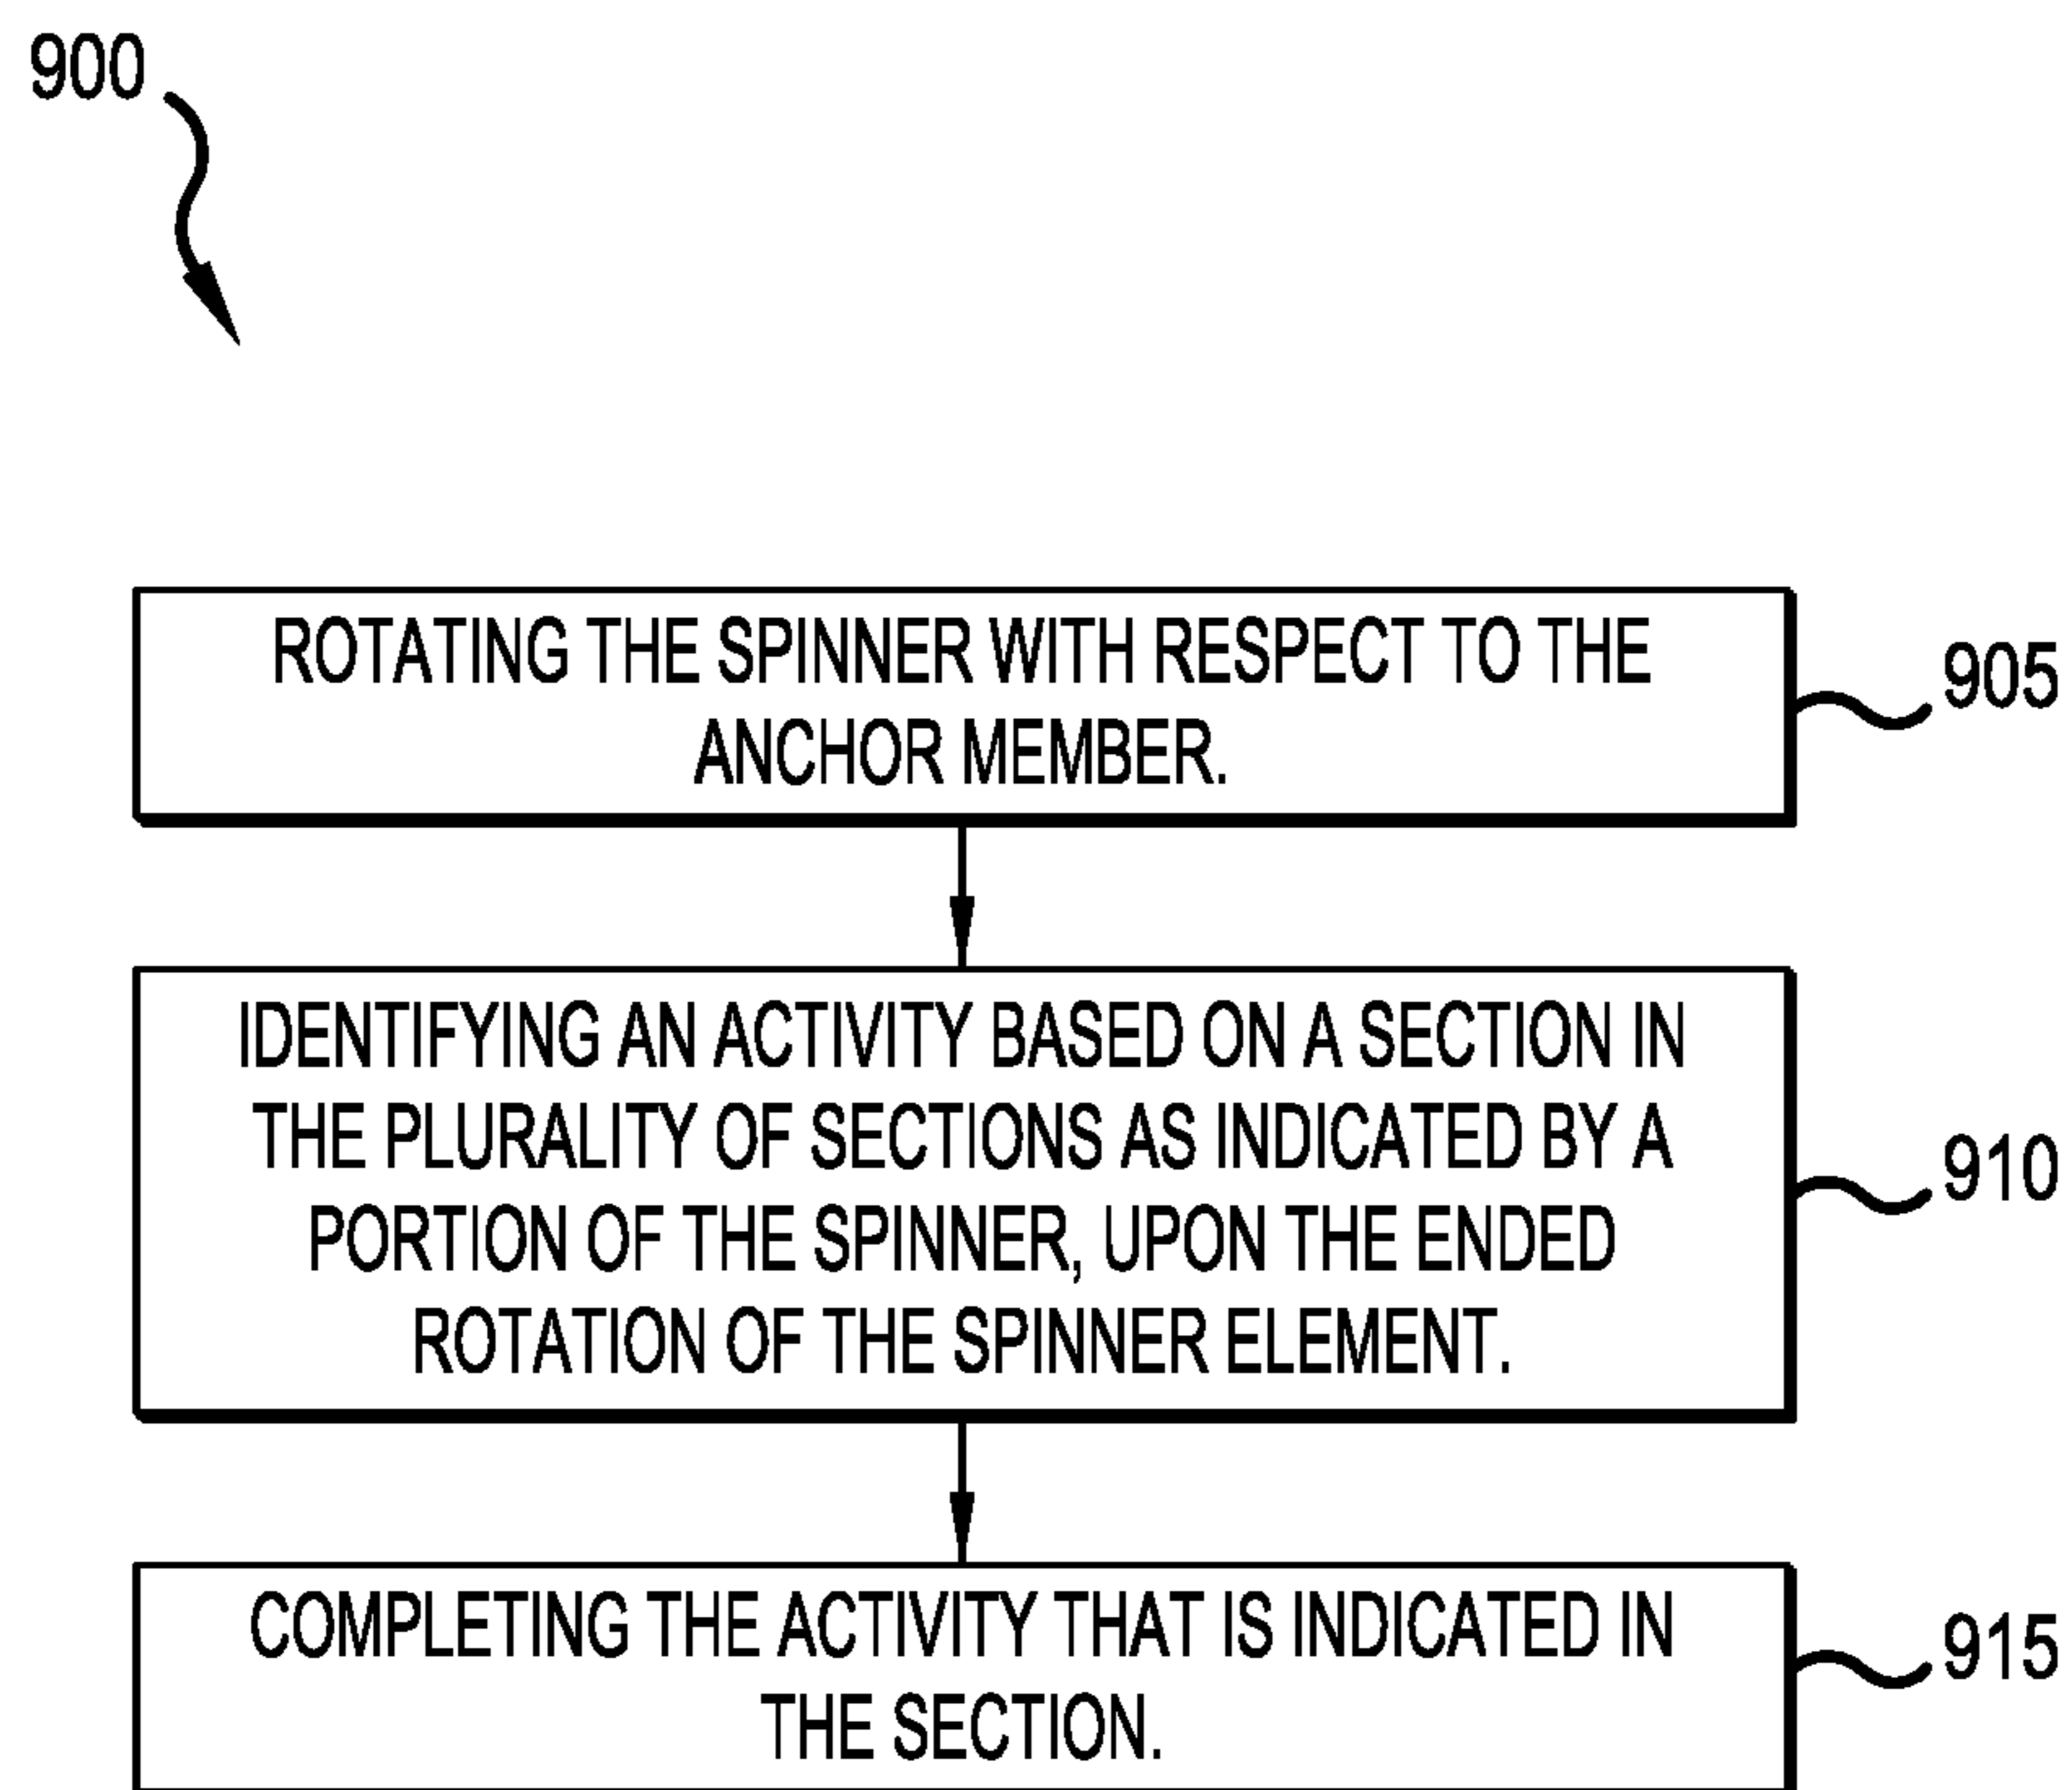 900
ROTATING THE SPINNER WITH RESPECT TO THE
ANCHOR MEMBER.
905
IDENTIFYING AN ACTIVITY BASED ON A SECTION IN
THE PLURALITY OF SECTIONS AS INDICATED BY A
PORTION OF THE SPINNER, UPON THE ENDED
ROTATION OF THE SPINNER ELEMENT.
910
COMPLETING THE ACTIVITY THAT IS INDICATED IN
THE SECTION.
915